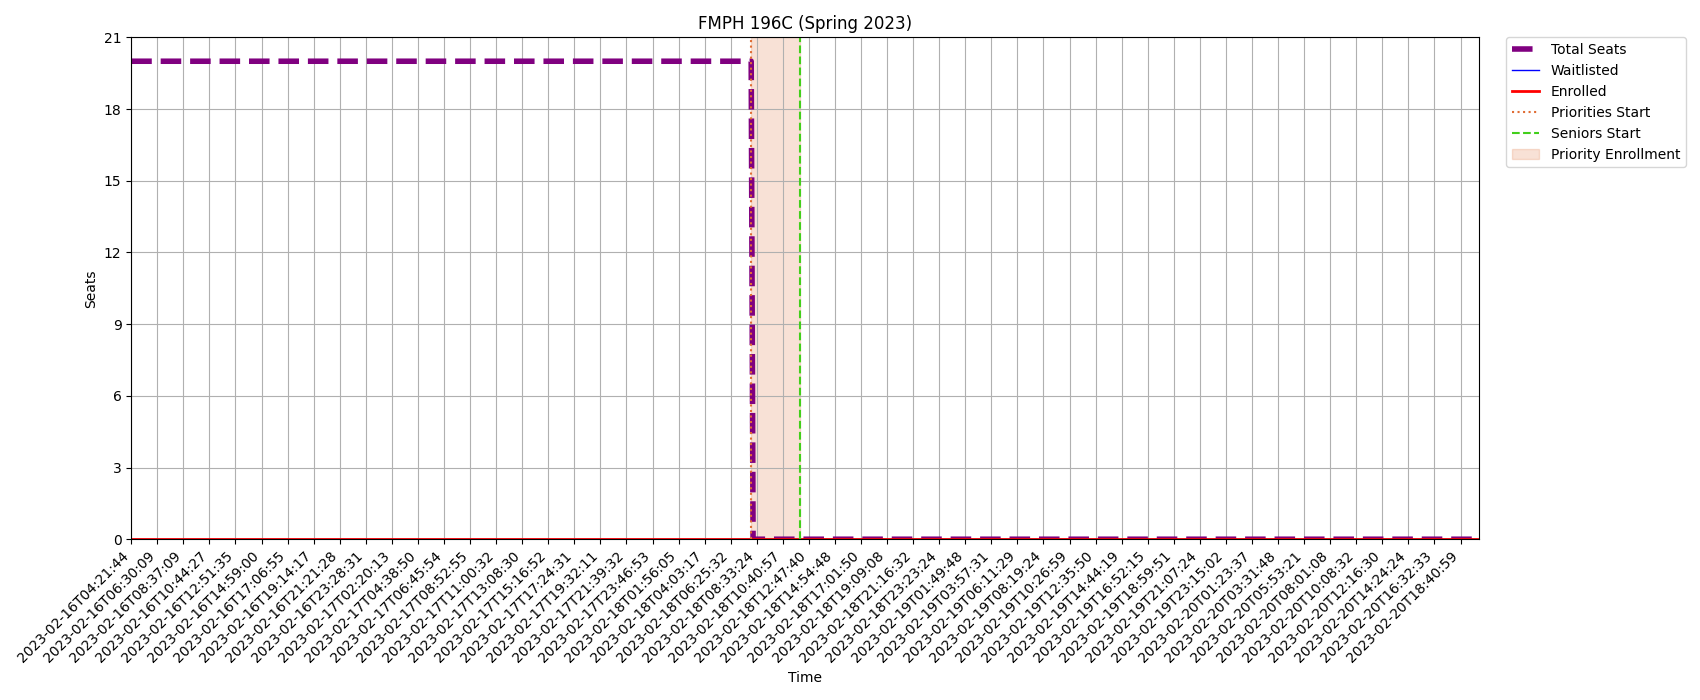 FMPH 196C (Spring 2023)
Total Seats
Waitlisted
Enrolled
Priorities Start
Seniors Start
Priority Enrollment
Seats
21
18
15
12
9
6
3
0
2023-02-16T04:21:44
2023-02-16T06:30:09
2023-02-16T08:37:09
2023-02-16T10:44:27
2023-02-16T12:51:35
2023-02-16T14:59:00
2023-02-16T17:06:55
2023-02-16T19:14:17
2023-02-16T21:21:28
2023-02-16T23:28:31
2023-02-17T02:20:13
2023-02-17T04:38:50
2023-02-17T06:45:54
2023-02-17T08:52:55
2023-02-17T11:00:32
2023-02-17T13:08:30
2023-02-17T15:16:52
2023-02-17T17:24:31
2023-02-17T19:32:11
2023-02-17T21:39:32
2023-02-17T23:46:53
2023-02-18T01:56:05
2023-02-18T04:03:17
2023-02-18T06:25:32
2023-02-18T08:33:24
2023-02-18T10:40:57
2023-02-18T12:47:40
2023-02-18T14:54:48
2023-02-18T17:01:50
2023-02-18T19:09:08
2023-02-18T21:16:32
2023-02-18T23:23:24
2023-02-19T01:49:48
2023-02-19T03:57:31
2023-02-19T06:11:29
2023-02-19T08:19:24
2023-02-19T10:26:59
2023-02-19T12:35:50
2023-02-19T14:44:19
2023-02-19T16:52:15
2023-02-19T18:59:51
2023-02-19T21:07:24
2023-02-19T23:15:02
2023-02-20T01:23:37
2023-02-20T03:31:48
2023-02-20T05:53:21
2023-02-20T08:01:08
2023-02-20T10:08:32
2023-02-20T12:16:30
2023-02-20T14:24:24
2023-02-20T16:32:33
2023-02-20T18:40:59
Time